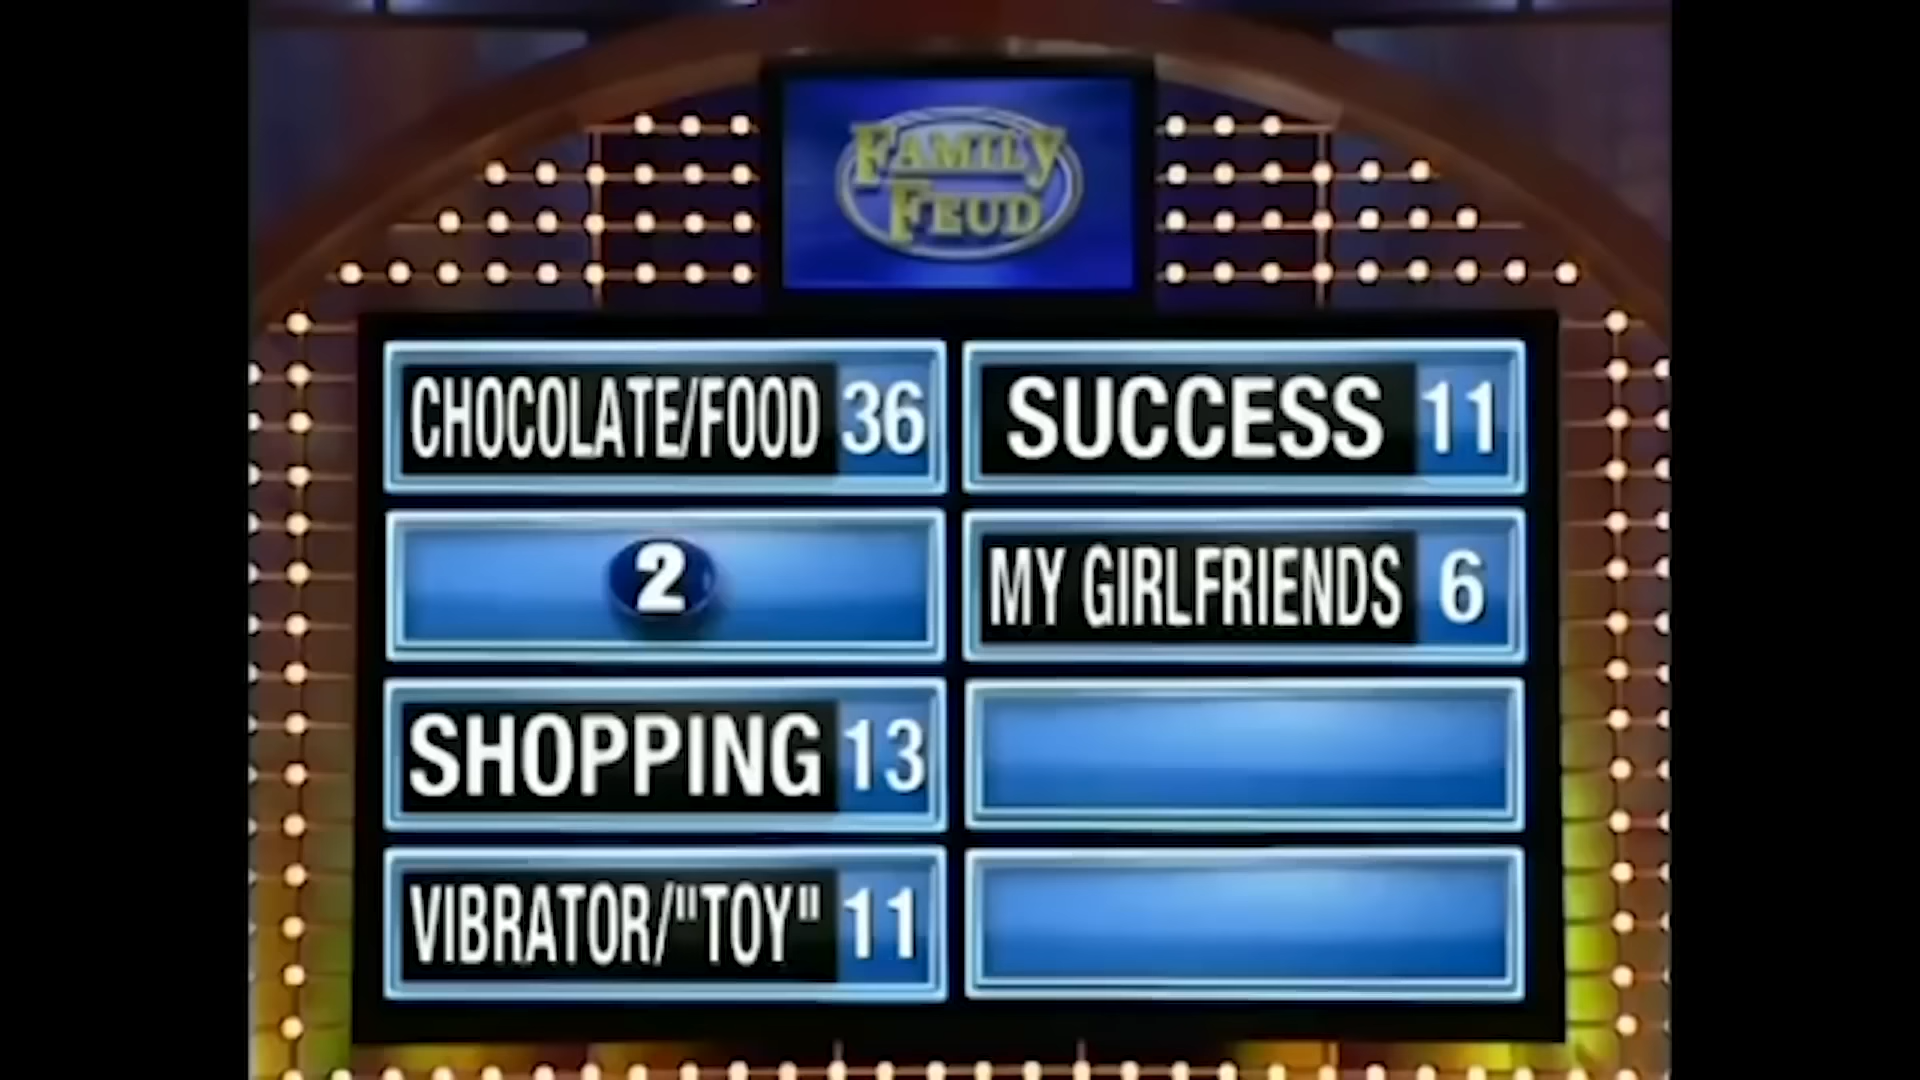 FAMILY
FEUD
CHOCOLATE/FOOD 36
SUCCESS 11
2
MY GIRLFRIENDS 6
SHOPPING 13
VIBRATOR/"TOY" 11